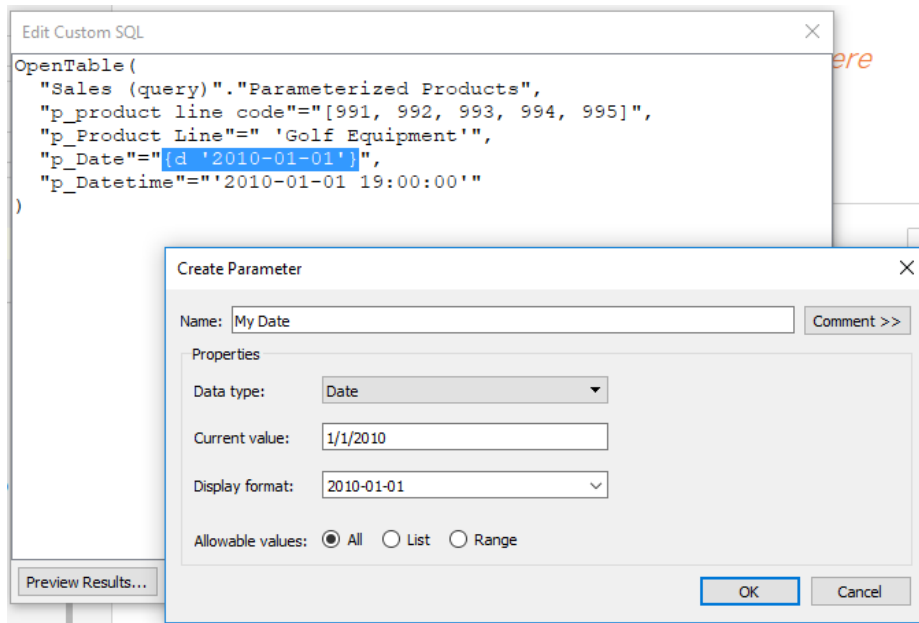 Edit Custom SQL
ere
OpenTable(
"Sales (query)"."Parameterized Products",
"p_product line code"="[991, 992, 993, 994, 995]",
"p_Product Line"=" 'Golf Equipment'",
"p_Date"="{d '2010-01-01'}",
"p_Datetime"="'2010-01-01 19:00:00'"
)
Create Parameter
Name: My Date Comment >>
Properties
Data type: Date
Current value: 1/1/2010
Display format: 2010-01-01
Allowable values: All List Range
Preview Results...
OK Cancel